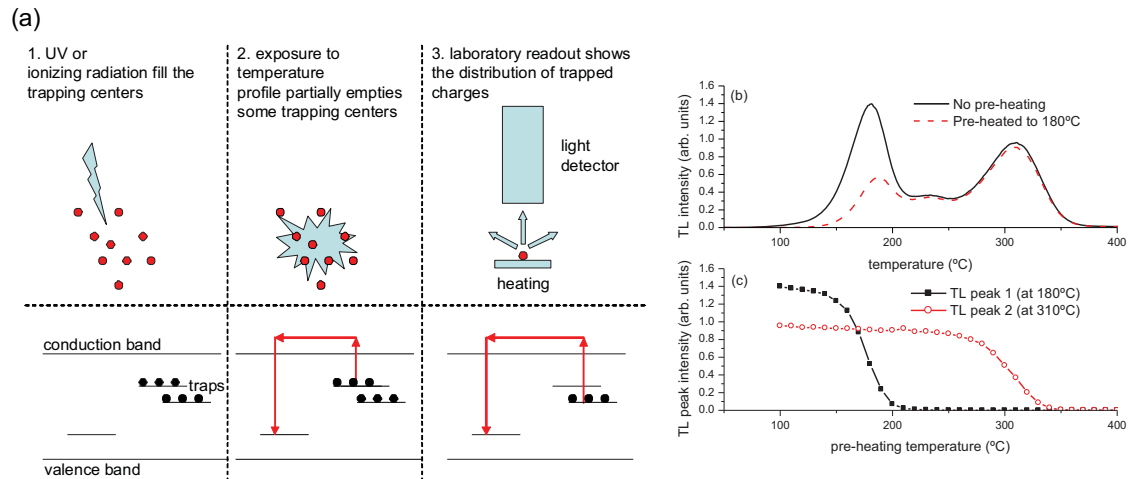 (a)
1. UV or
ionizing radiation fill the
trapping centers
2. exposure to
temperature
profile partially empties
some trapping centers
3. laboratory readout shows
the distribution of trapped
charges
light
detector
heating
conduction band
traps
valence band
(b)
No pre-heating
Pre-heated to 180ºC
TL intensity (arb. units)
1.6
1.4
1.2
1.0
0.8
0.6
0.4
0.2
0.0
100
200
300
400
temperature (ºC)
(c)
TL peak 1 (at 180ºC)
TL peak 2 (at 310ºC)
TL peak intensity (arb. units)
1.6
1.4
1.2
1.0
0.8
0.6
0.4
0.2
0.0
100
200
300
400
pre-heating temperature (ºC)